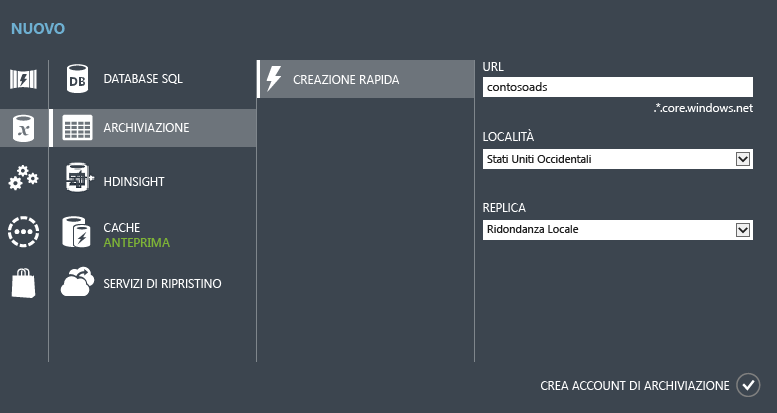 NUOVO
DB
DATABASE SQL
x
ARCHIVIAZIONE
HDINSIGHT
CACHE
ANTEPRIMA
SERVIZI DI RIPRISTINO
CREAZIONE RAPIDA
URL
contosoads
.*.core.windows.net
LOCALITÀ
Stati Uniti Occidentali
REPLICA
Ridondanza Locale
CREA ACCOUNT DI ARCHIVIAZIONE